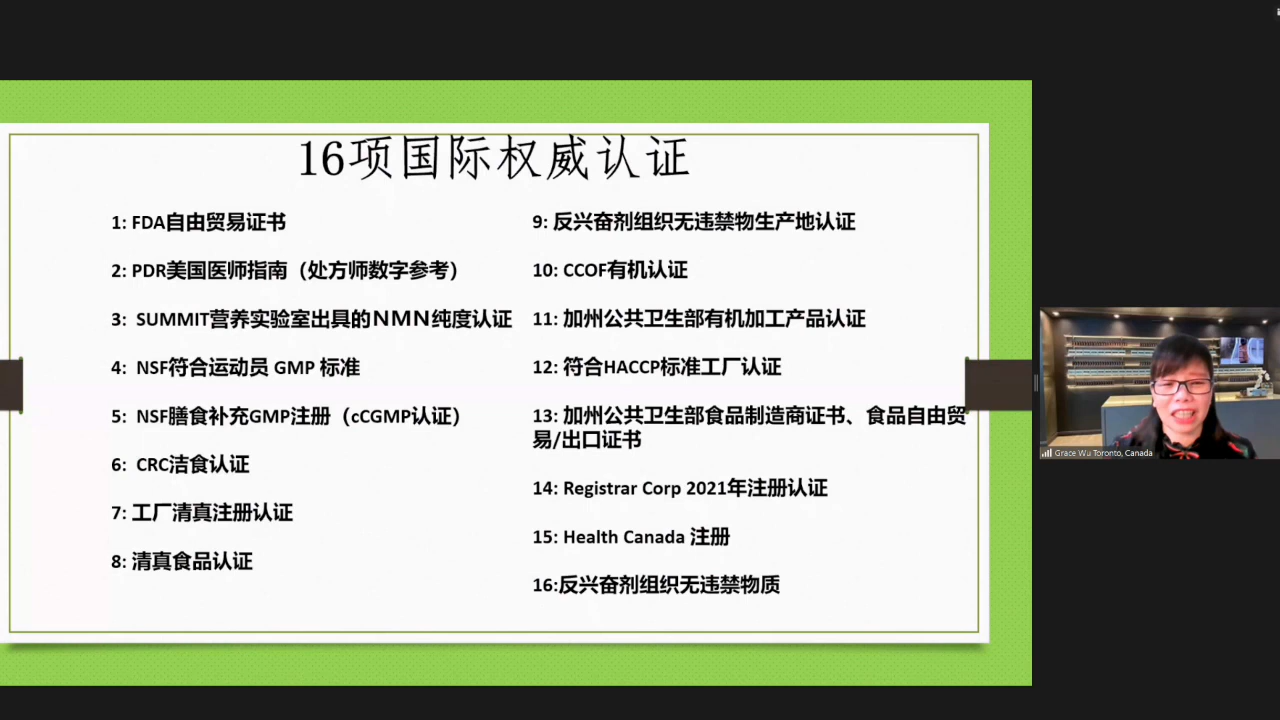 16项国际权威认证
1: FDA自由贸易证书
2: PDR美国医师指南（处方师数字参考）
3: SUMMIT营养实验室出具的NMN纯度认证
4: NSF符合运动员 GMP 标准
5: NSF膳食补充GMP注册（cCGMP认证）
6: CRC洁食认证
7: 工厂清真注册认证
8: 清真食品认证
9: 反兴奋剂组织无违禁物生产地认证
10: CCOF有机认证
11: 加州公共卫生部有机加工产品认证
12: 符合HACCP标准工厂认证
13: 加州公共卫生部食品制造商证书、食品自由贸
易/出口证书
14: Registrar Corp 2021年注册认证
15: Health Canada 注册
16:反兴奋剂组织无违禁物质
Grace Wu Toronto, Canada